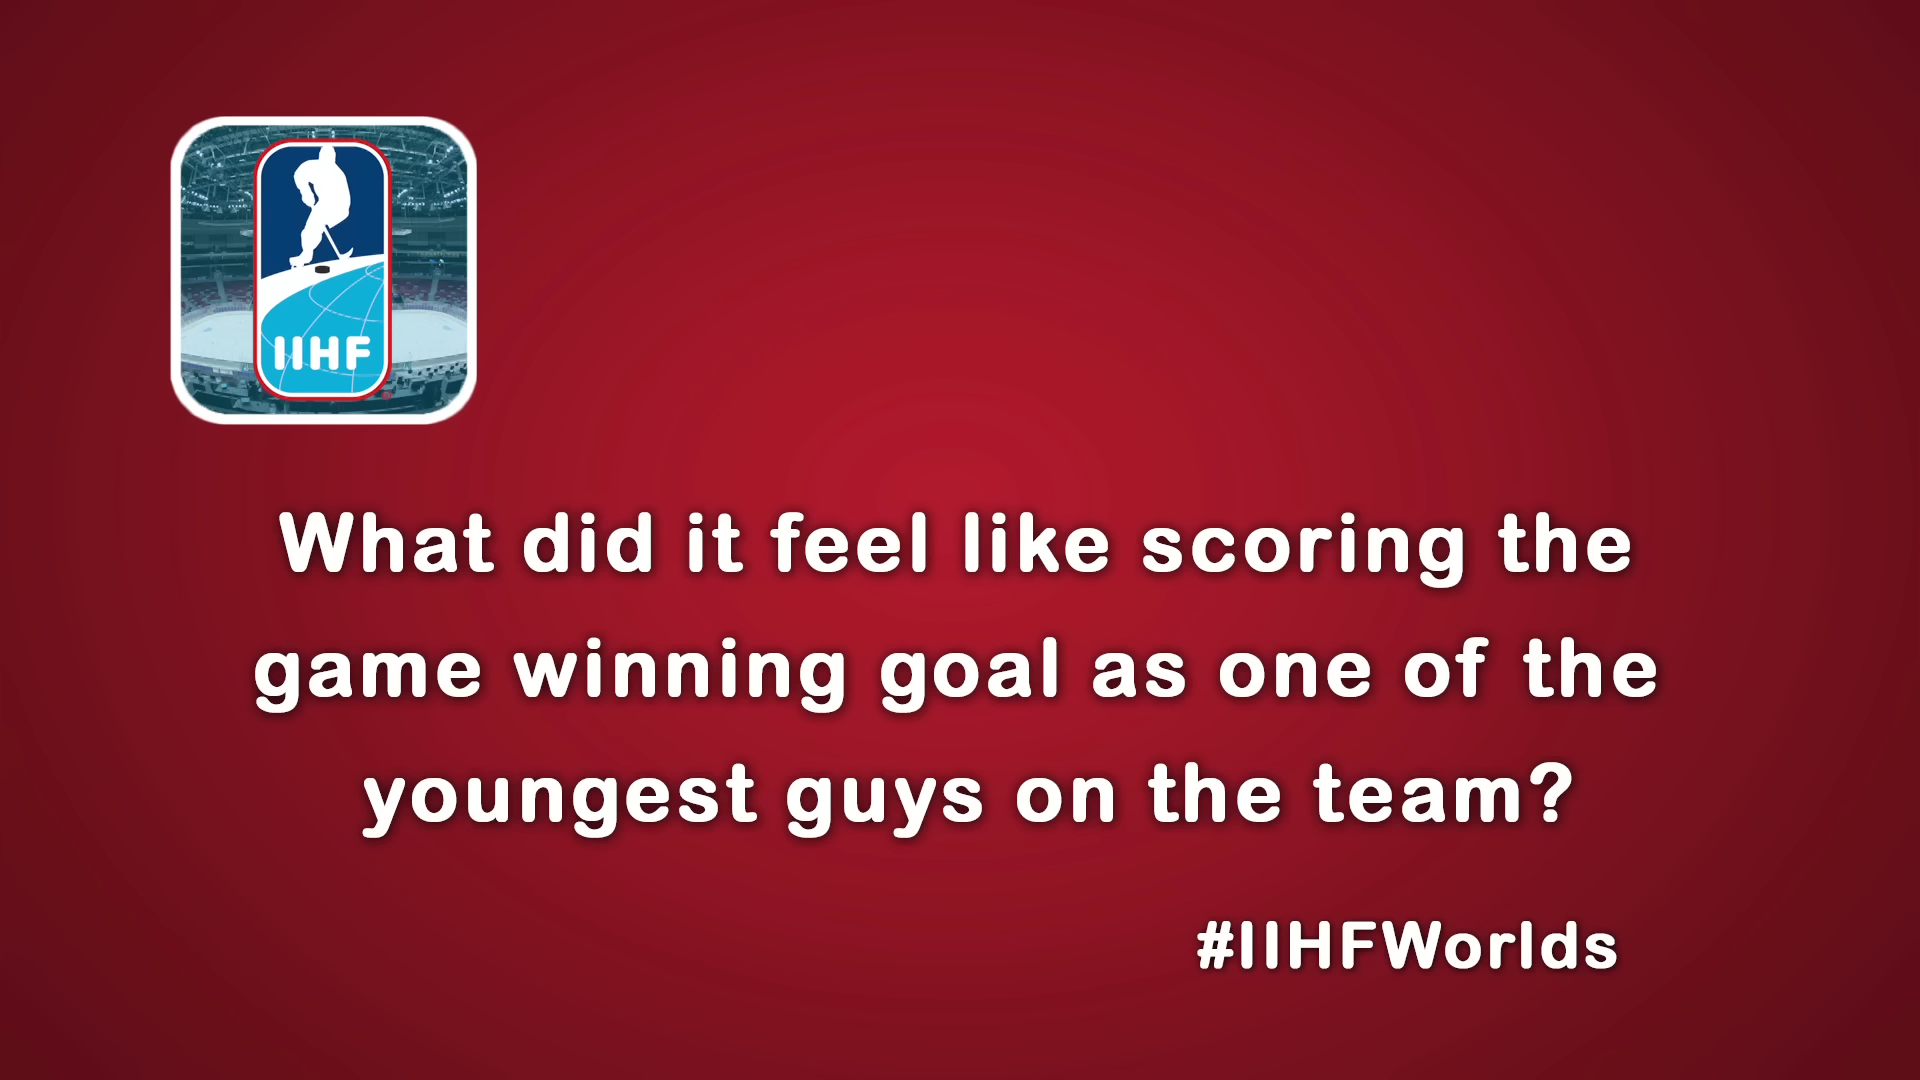 IIHF
What did it feel like scoring the
game winning goal as one of the
youngest guys on the team?
#IIHFWorlds